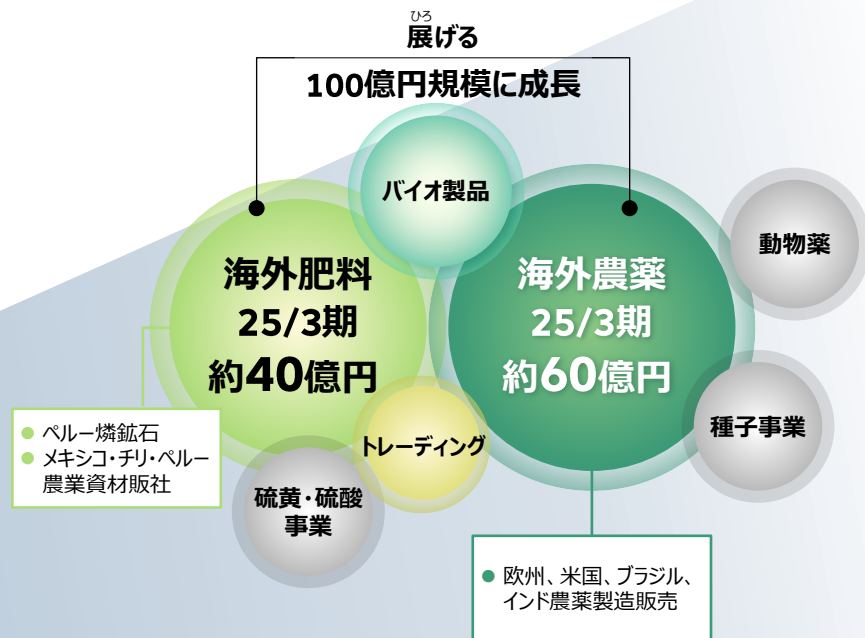 ひろ
展げる
100億円規模に成長
バイオ製品
海外肥料
25/3期
約40億円
海外農薬
25/3期
約60億円
動物薬
種子事業
トレーディング
硫黄・硫酸
事業
● ペルー燐鉱石
● メキシコ・チリ・ペルー
農業資材販社
● 欧州、米国、ブラジル、
インド農薬製造販売